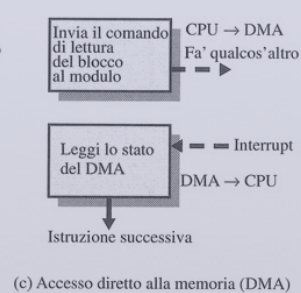 Invia il comando
di lettura
del blocco
al modulo
CPU → DMA
Fa' qualcos'altro
Leggi lo stato
del DMA
Interrupt
DMA → CPU
Istruzione successiva
(c) Accesso diretto alla memoria (DMA)